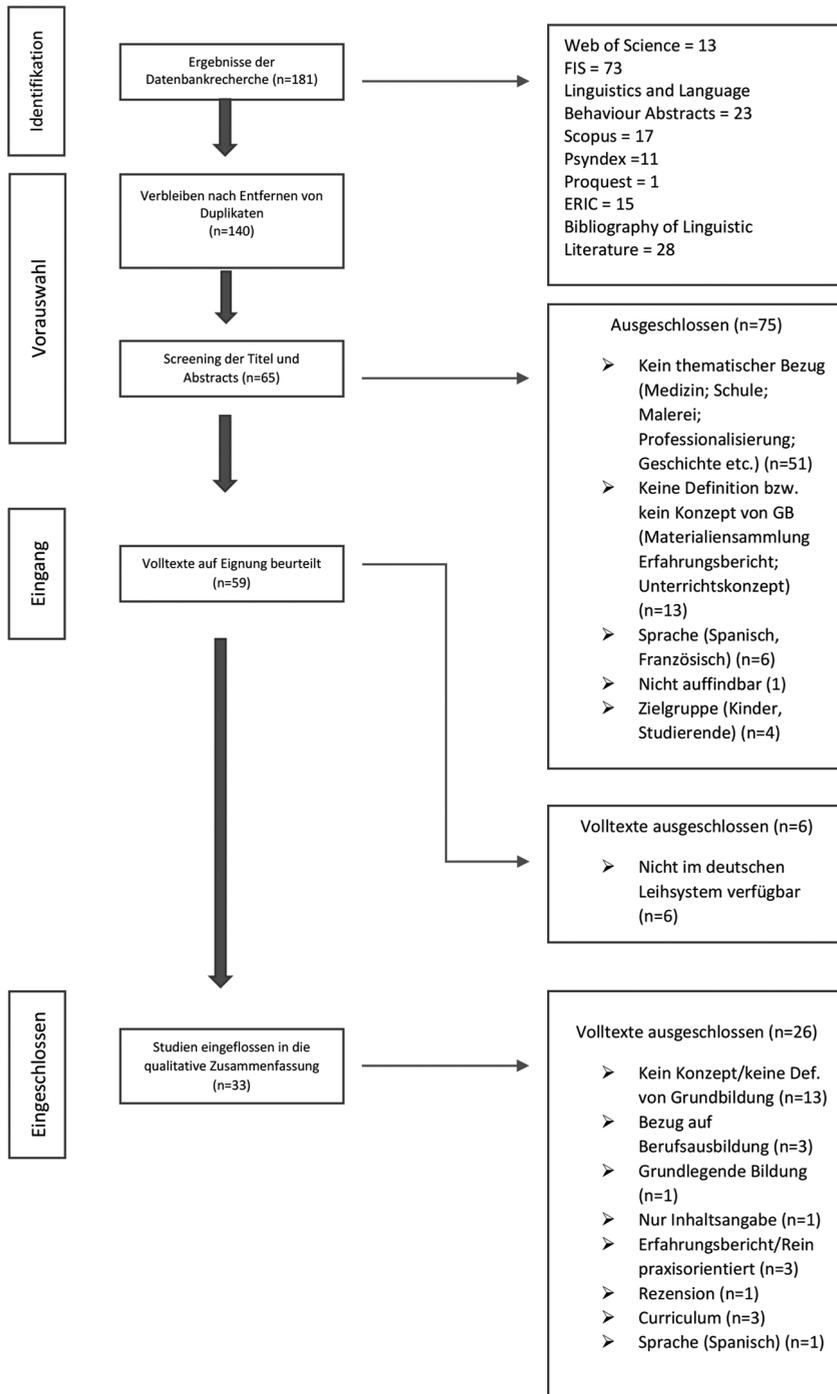 Identifikation
Ergebnisse der
Datenbankrecherche (n=181)
Web of Science = 13
FIS = 73
Linguistics and Language
Behaviour Abstracts = 23
Scopus = 17
Psyndex =11
Proquest = 1
ERIC = 15
Bibliography of Linguistic
Literature = 28
Vorauswahl
Verbleiben nach Entfernen von
Duplikaten
(n=140)
Screening der Titel und
Abstracts (n=65)
Ausgeschlossen (n=75)
➢ Kein thematischer Bezug
(Medizin; Schule;
Malerei;
Professionalisierung;
Geschichte etc.) (n=51)
➢ Keine Definition bzw.
kein Konzept von GB
(Materialiensammlung
Erfahrungsbericht;
Unterrichtskonzept)
(n=13)
➢ Sprache (Spanisch,
Französisch) (n=6)
➢ Nicht auffindbar (1)
➢ Zielgruppe (Kinder,
Studierende) (n=4)
Eingang
Volltexte auf Eignung beurteilt
(n=59)
Volltexte ausgeschlossen (n=6)
➢ Nicht im deutschen
Leihsystem verfügbar
(n=6)
Eingeschlossen
Studien eingeflossen in die
qualitative Zusammenfassung
(n=33)
Volltexte ausgeschlossen (n=26)
➢ Kein Konzept/keine Def.
von Grundbildung (n=13)
➢ Bezug auf
Berufsausbildung (n=3)
➢ Grundlegende Bildung
(n=1)
➢ Nur Inhaltsangabe (n=1)
➢ Erfahrungsbericht/Rein
praxisorientiert (n=3)
➢ Rezension (n=1)
➢ Curriculum (n=3)
➢ Sprache (Spanisch) (n=1)